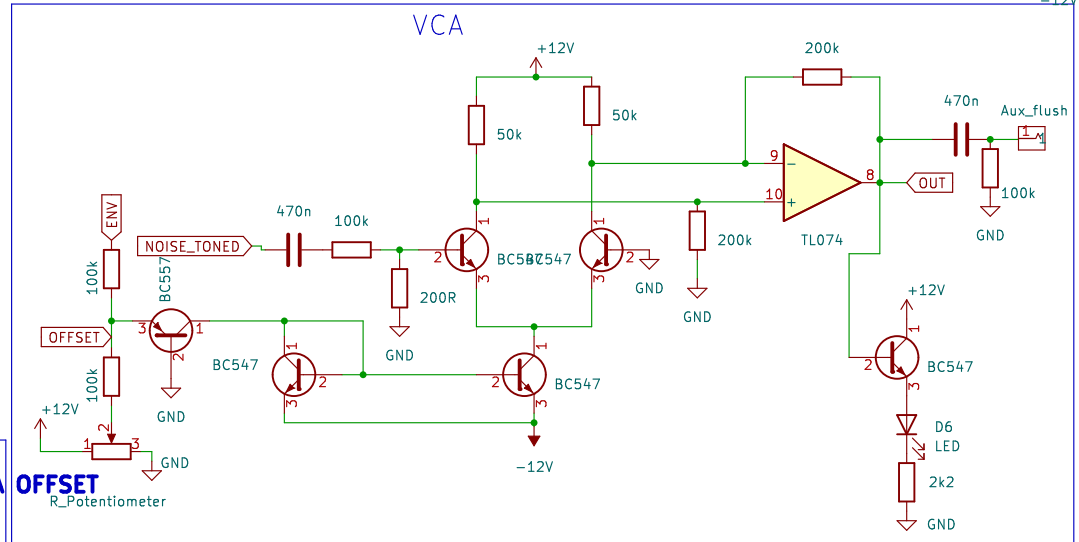 -12V
VCA
+12V
200k
50k
50k
470n
Aux_flush
1
1
9
8
10
OUT
100k
GND
TL074
ENV
470n
100k
NOISE_TONED
1
1
2
2
BC547
BC547
3
3
200k
GND
GND
100k
BC557
200R
GND
+12V
OFFSET
3
1
2
GND
BC547
1
2
3
1
2
3
BC547
1
2
3
BC547
100k
+12V
2
1
3
GND
-12V
D6
LED
A OFFSET
R_Potentiometer
2k2
GND